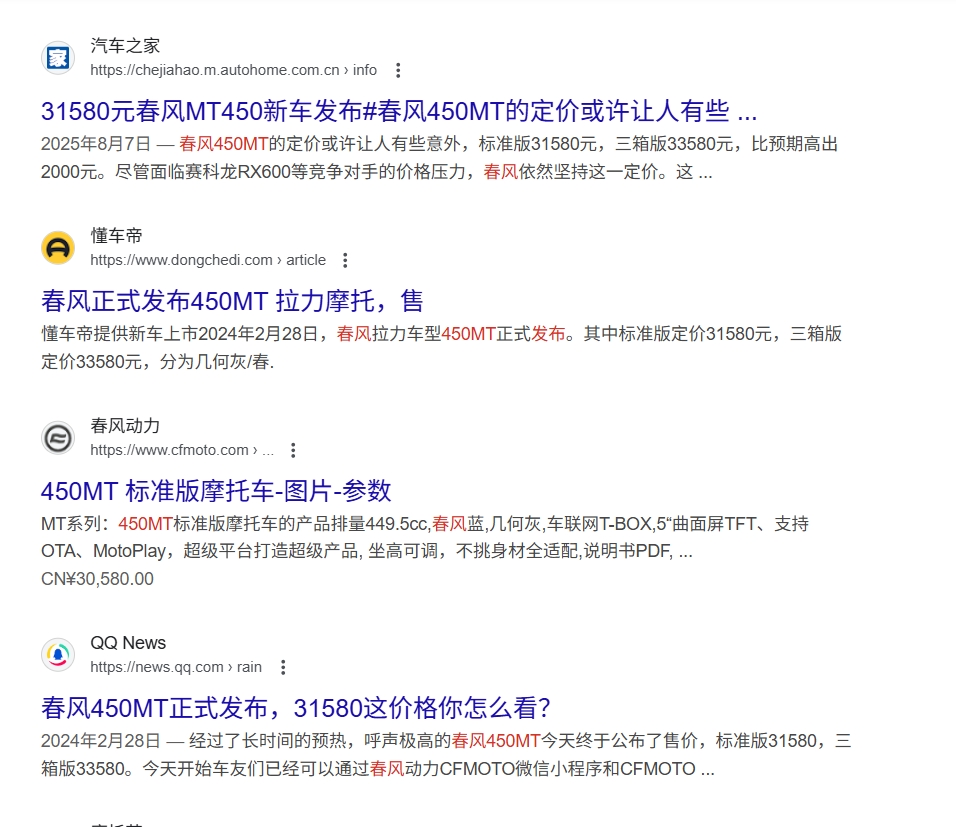 汽车之家
https://chejiahao.m.autohome.com.cn › info
31580元春风MT450新车发布#春风450MT的定价或许让人有些 ...
2025年8月7日 — 春风450MT的定价或许让人有些意外，标准版31580元，三箱版33580元，比预期高出
2000元。尽管面临赛科龙RX600等竞争对手的价格压力，春风依然坚持这一定价。这 ...
懂车帝
https://www.dongchedi.com › article
春风正式发布450MT 拉力摩托，售
懂车帝提供新车上市2024年2月28日，春风拉力车型450MT正式发布。其中标准版定价31580元，三箱版
定价33580元，分为几何灰/春.
春风动力
https://www.cfmoto.com › ...
450MT 标准版摩托车-图片-参数
MT系列：450MT标准版摩托车的产品排量449.5cc,春风蓝,几何灰,车联网T-BOX,5“曲面屏TFT、支持
OTA、MotoPlay，超级平台打造超级产品, 坐高可调，不挑身材全适配,说明书PDF, ...
CN¥30,580.00
QQ News
https://news.qq.com › rain
春风450MT正式发布，31580这价格你怎么看？
2024年2月28日 — 经过了长时间的预热，呼声极高的春风450MT今天终于公布了售价，标准版31580，三
箱版33580。今天开始车友们已经可以通过春风动力CFMOTO微信小程序和CFMOTO ...